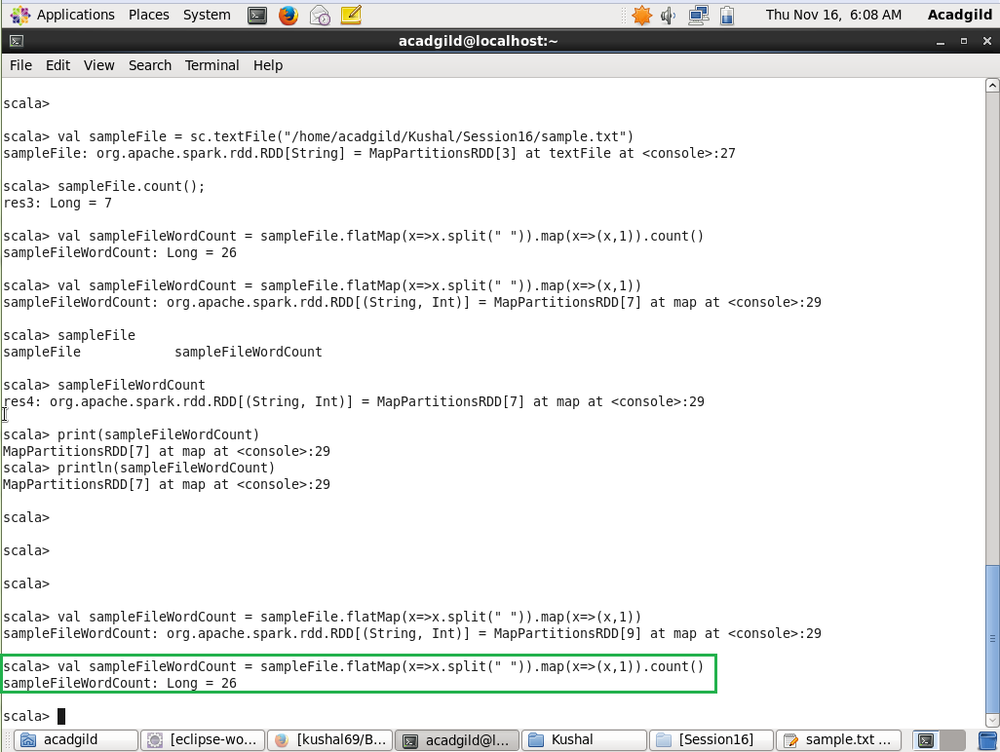 Applications Places System Thu Nov 16, 6:08 AM Acadgild
acadgild@localhost:~
File Edit View Search Terminal Help
scala>
scala> val sampleFile = sc.textFile("/home/acadgild/Kushal/Session16/sample.txt")
sampleFile: org.apache.spark.rdd.RDD[String] = MapPartitionsRDD[3] at textFile at <console>:27
scala> sampleFile.count();
res3: Long = 7
scala> val sampleFileWordCount = sampleFile.flatMap(x=>x.split(" ")).map(x=>(x,1)).count()
sampleFileWordCount: Long = 26
scala> val sampleFileWordCount = sampleFile.flatMap(x=>x.split(" ")).map(x=>(x,1))
sampleFileWordCount: org.apache.spark.rdd.RDD[(String, Int)] = MapPartitionsRDD[7] at map at <console>:29
scala> sampleFile
sampleFile            sampleFileWordCount
scala> sampleFileWordCount
res4: org.apache.spark.rdd.RDD[(String, Int)] = MapPartitionsRDD[7] at map at <console>:29
scala> print(sampleFileWordCount)
MapPartitionsRDD[7] at map at <console>:29
scala> println(sampleFileWordCount)
MapPartitionsRDD[7] at map at <console>:29
scala>
scala>
scala>
scala> val sampleFileWordCount = sampleFile.flatMap(x=>x.split(" ")).map(x=>(x,1))
sampleFileWordCount: org.apache.spark.rdd.RDD[(String, Int)] = MapPartitionsRDD[9] at map at <console>:29
scala> val sampleFileWordCount = sampleFile.flatMap(x=>x.split(" ")).map(x=>(x,1)).count()
sampleFileWordCount: Long = 26
scala>
acadgild [eclipse-wo... [kushal69/B... acadgild@l... Kushal [Session16] sample.txt ...